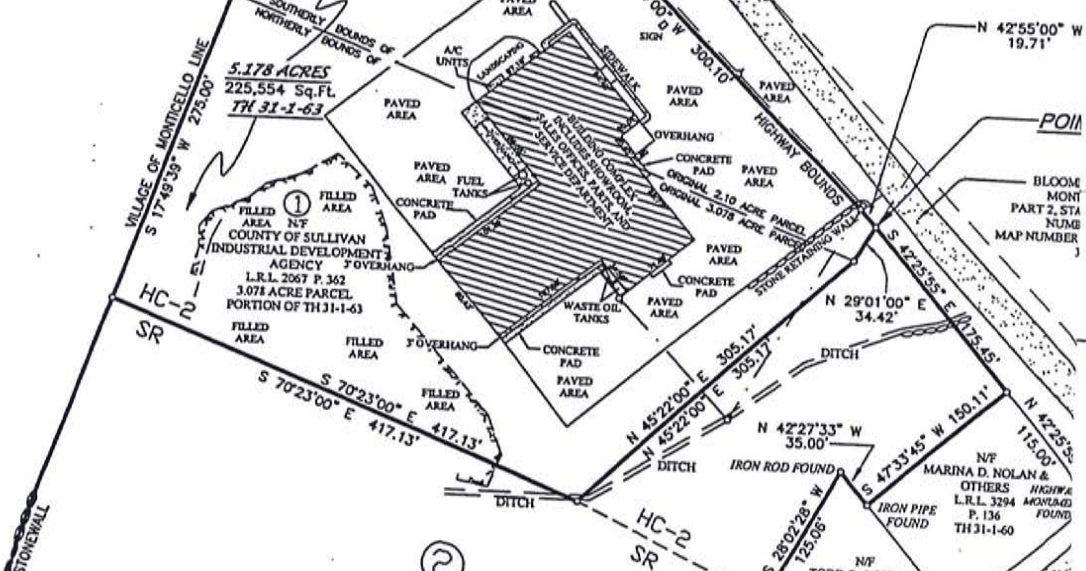 SOUTHERLY BOUNDS OF
NORTHERLY BOUNDS OF
5.178 ACRES
225,554 Sq.Ft.
TH 31-1-63
VILLAGE OF MONTICELLO LINE
S 17°49'39" W 275.00'
A/C
UNITS
LANDSCAPING
PAVED
AREA
PAVED
AREA
SIGN
SIDEWALK
300.10'
HIGHWAY BOUNDS
PAVED
AREA
PAVED
AREA
N 42°55'00" W
19.71'
OVERHANG
CONCRETE
PAD
PAVED
AREA
BUILDING COMPLEX
INCLUDES SHOWROOM,
SALES OFFICES, PARTS, AND
SERVICE DEPARTMENT
PAVED
AREA
FUEL
TANKS
CONCRETE
PAD
3' OVERHANG
ORIGINAL 2.10 ACRE PARCEL
ORIGINAL 3.078 ACRE PARCEL
STONE RETAINING WALL
PAVED
AREA
CONCRETE
PAD
PAVED
AREA
WASTE OIL
TANKS
3' OVERHANG
CONCRETE
PAD
PAVED
AREA
FILLED
AREA
FILLED
AREA
1
N/F
COUNTY OF SULLIVAN
INDUSTRIAL DEVELOPMENT
AGENCY
L.R.L. 2067 P. 362
3.078 ACRE PARCEL
PORTION OF TH 31-1-63
FILLED
AREA
FILLED
AREA
FILLED
AREA
HC-2
SR
S 70°23'00" E 417.13'
S 70°23'00" E 417.13'
N 45°22'00" E 305.17'
N 45°22'00" E 305.17'
N 29°01'00" E
34.42'
S 42°25'55" E 175.45'
DITCH
DITCH
DITCH
BLOOM
MONT
PART 2, STA
NUMB
MAP NUMBER
N 42°27'33" W
35.00'
IRON ROD FOUND
S 47°33'45" W 150.11'
N 42°25'55
115.00'
N/F
MARINA D. NOLAN &
OTHERS
L.R.L. 3294
P. 136
TH 31-1-60
HIGHWA
MONUME
FOUND
IRON PIPE
FOUND
S 28°02'28" W
125.06'
HC-2
SR
2
N/F
STONEWALL